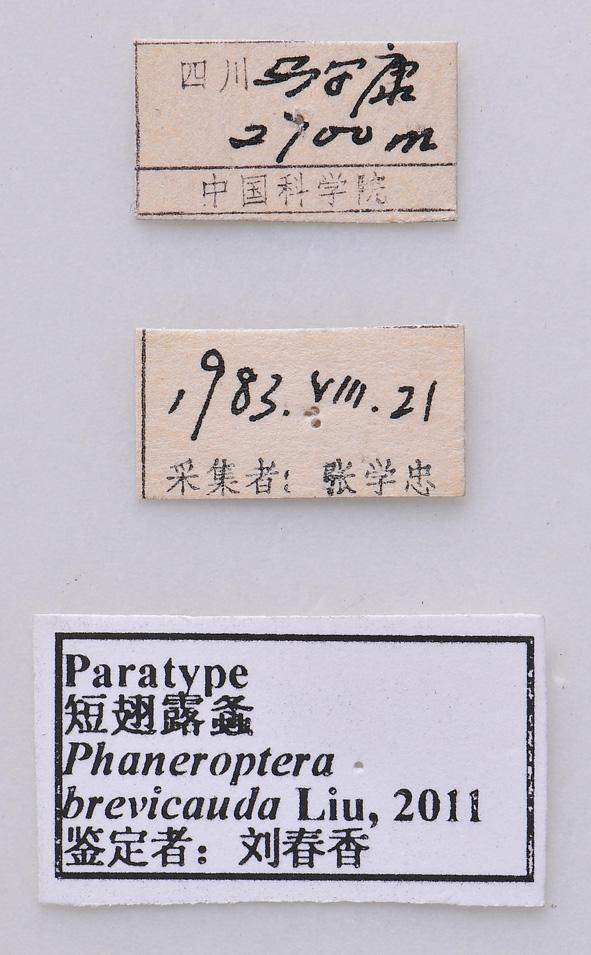 四川马尔康
2700m
中国科学院
1983.VIII.21
采集者：张学忠
Paratype
短翅露螽
Phaneroptera
brevicauda Liu, 2011
鉴定者：刘春香